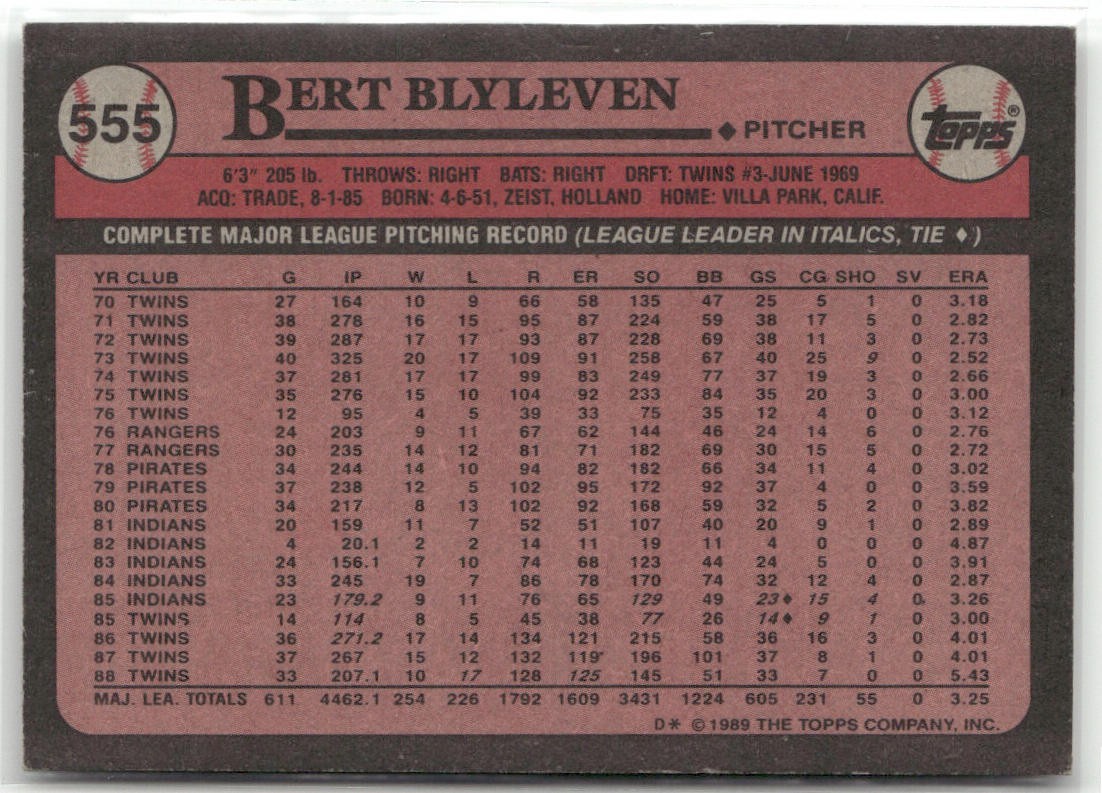 555
BERT BLYLEVEN
♦ PITCHER
TOPPS®
6'3" 205 lb. THROWS: RIGHT BATS: RIGHT DRFT: TWINS #3-JUNE 1969
ACQ: TRADE, 8-1-85 BORN: 4-6-51, ZEIST, HOLLAND HOME: VILLA PARK, CALIF.
COMPLETE MAJOR LEAGUE PITCHING RECORD (LEAGUE LEADER IN ITALICS, TIE ♦)
YR CLUB G IP W L R ER SO BB GS CG SHO SV ERA
70 TWINS 27 164 10 9 66 58 135 47 25 5 1 0 3.18
71 TWINS 38 278 16 15 95 87 224 59 38 17 5 0 2.82
72 TWINS 39 287 17 17 93 87 228 69 38 11 3 0 2.73
73 TWINS 40 325 20 17 109 91 258 67 40 25 9 0 2.52
74 TWINS 37 281 17 17 99 83 249 77 37 19 3 0 2.66
75 TWINS 35 276 15 10 104 92 233 84 35 20 3 0 3.00
76 TWINS 12 95 4 5 39 33 75 35 12 4 0 0 3.12
76 RANGERS 24 203 9 11 67 62 144 46 24 14 6 0 2.76
77 RANGERS 30 235 14 12 81 71 182 69 30 15 5 0 2.72
78 PIRATES 34 244 14 10 94 82 182 66 34 11 4 0 3.02
79 PIRATES 37 238 12 5 102 95 172 92 37 4 0 0 3.59
80 PIRATES 34 217 8 13 102 92 168 59 32 5 2 0 3.82
81 INDIANS 20 159 11 7 52 51 107 40 20 9 1 0 2.89
82 INDIANS 4 20.1 2 2 14 11 19 11 4 0 0 0 4.87
83 INDIANS 24 156.1 7 10 74 68 123 44 24 5 0 0 3.91
84 INDIANS 33 245 19 7 86 78 170 74 32 12 4 0 2.87
85 INDIANS 23 179.2 9 11 76 65 129 49 23♦ 15 4 0 3.26
85 TWINS 14 114 8 5 45 38 77 26 14♦ 9 1 0 3.00
86 TWINS 36 271.2 17 14 134 121 215 58 36 16 3 0 4.01
87 TWINS 37 267 15 12 132 119 196 101 37 8 1 0 4.01
88 TWINS 33 207.1 10 17 128 125 145 51 33 7 0 0 5.43
MAJ. LEA. TOTALS 611 4462.1 254 226 1792 1609 3431 1224 605 231 55 0 3.25
D* ©1989 THE TOPPS COMPANY, INC.